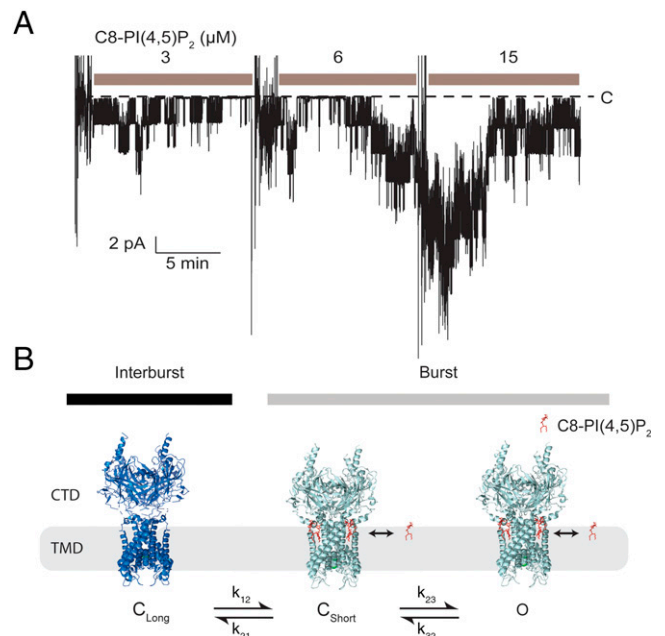 A
C8-PI(4,5)P2 (µM)
3 6 15
C
2 pA
5 min
B
Interburst Burst
C8-PI(4,5)P2
CTD
TMD
k12 k23
CLong CShort O
k21 k32